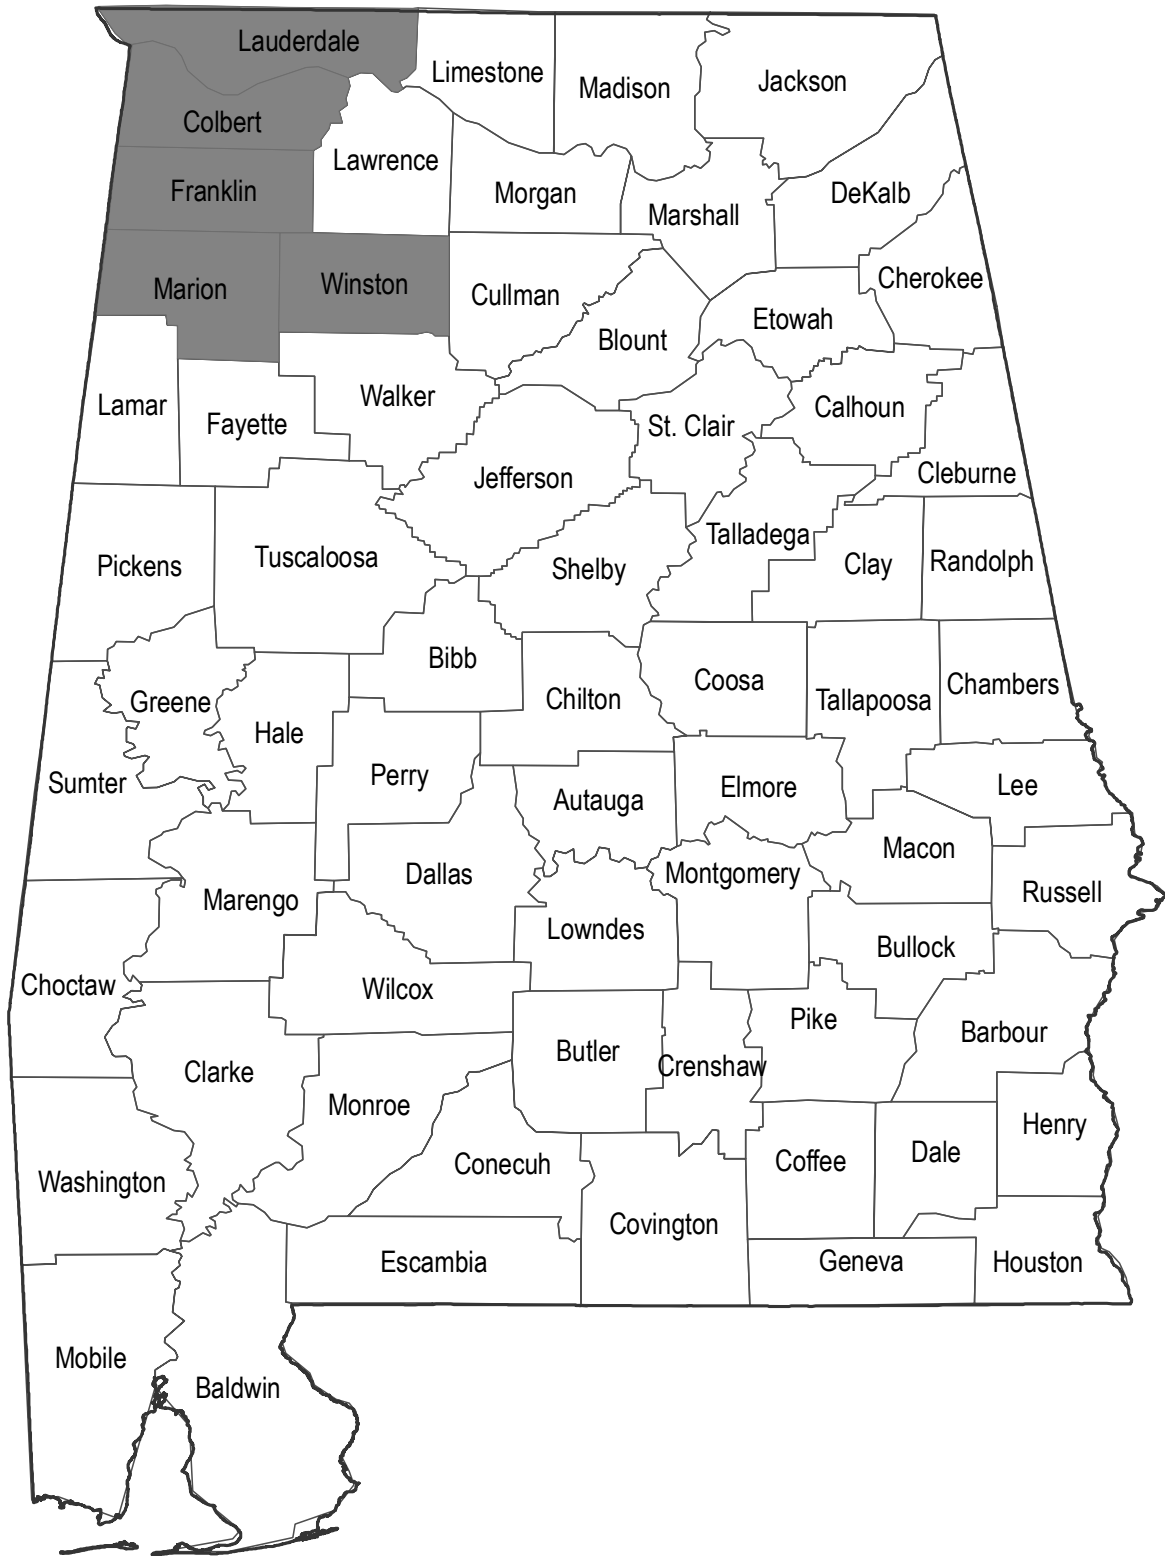 Lauderdale
Limestone
Madison
Jackson
Colbert
Lawrence
Franklin
Morgan
DeKalb
Marshall
Marion
Winston
Cullman
Cherokee
Etowah
Blount
Walker
Lamar
Fayette
St. Clair
Calhoun
Jefferson
Cleburne
Talladega
Pickens
Tuscaloosa
Shelby
Clay
Randolph
Bibb
Coosa
Chambers
Greene
Chilton
Tallapoosa
Hale
Sumter
Perry
Autauga
Elmore
Lee
Macon
Dallas
Montgomery
Marengo
Russell
Lowndes
Bullock
Choctaw
Wilcox
Pike
Barbour
Butler
Crenshaw
Clarke
Monroe
Henry
Conecuh
Coffee
Dale
Washington
Covington
Escambia
Geneva
Houston
Mobile
Baldwin